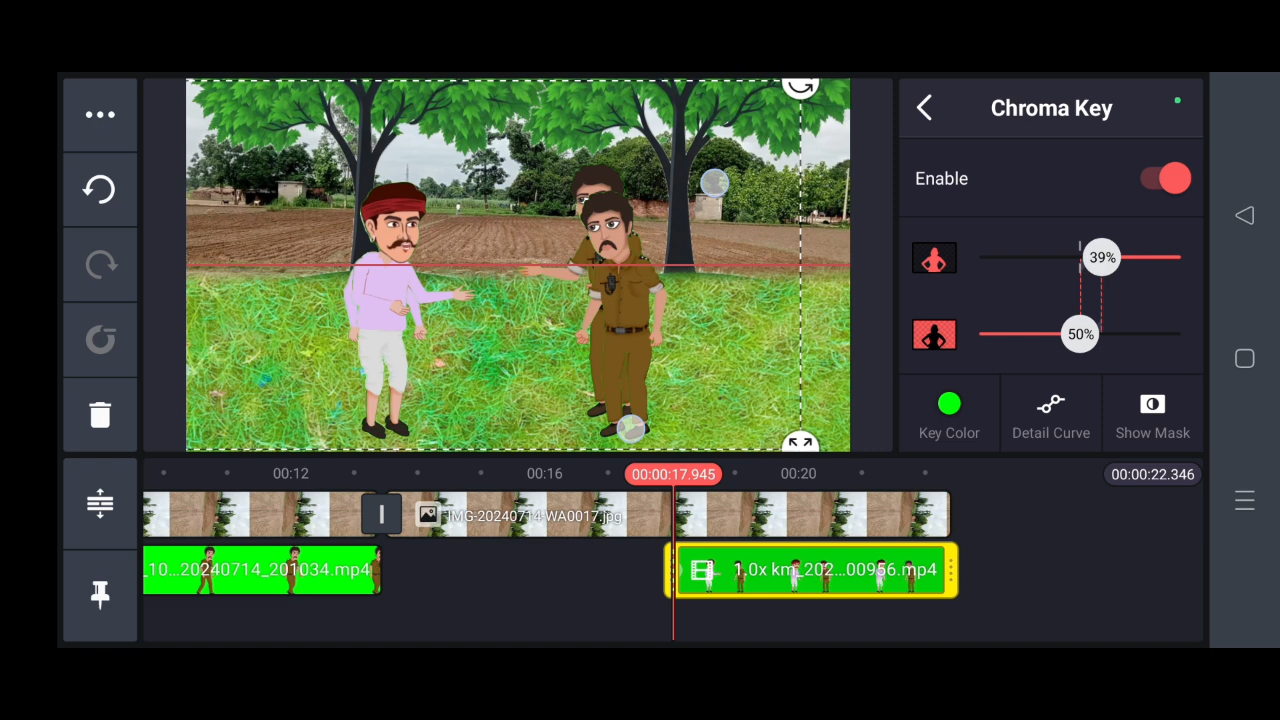 Chroma Key
Enable
39%
50%
Key Color
Detail Curve
Show Mask
00:12
00:16
00:00:17.945
00:20
00:00:22.346
IMG-20240714-WA0017.jpg
_10...20240714_201034.mp4
1.0x km_202...00956.mp4